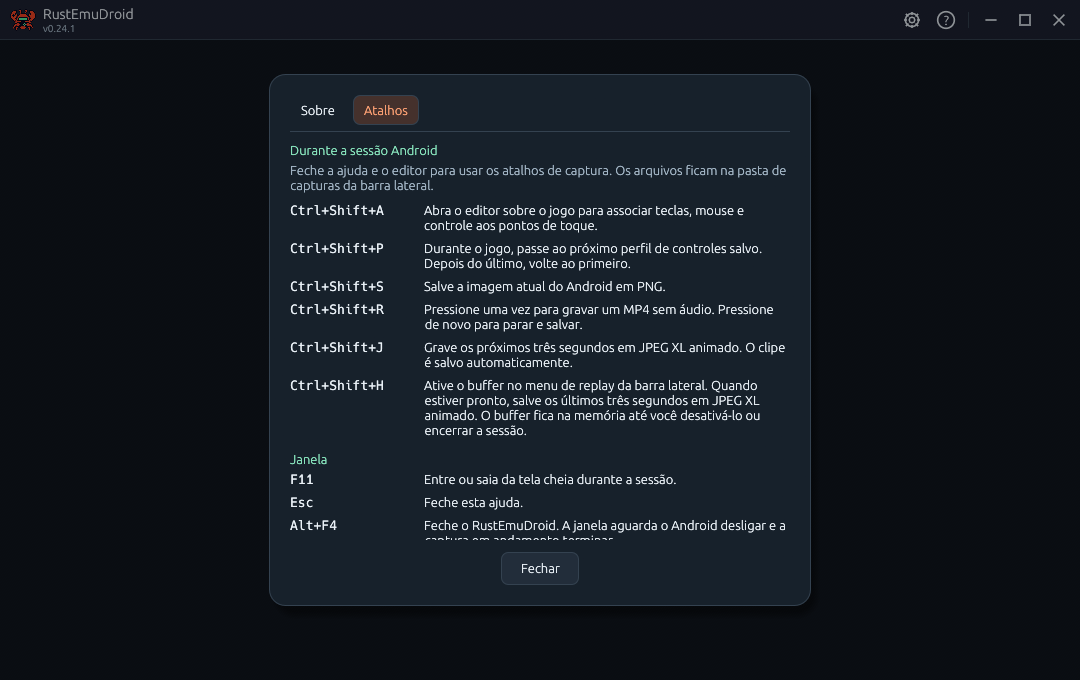 RustEmuDroid
v0.24.1
Sobre
Atalhos
Durante a sessão Android
Feche a ajuda e o editor para usar os atalhos de captura. Os arquivos ficam na pasta de
capturas da barra lateral.
Ctrl+Shift+A
Abra o editor sobre o jogo para associar teclas, mouse e
controle aos pontos de toque.
Ctrl+Shift+P
Durante o jogo, passe ao próximo perfil de controles salvo.
Depois do último, volte ao primeiro.
Ctrl+Shift+S
Salve a imagem atual do Android em PNG.
Ctrl+Shift+R
Pressione uma vez para gravar um MP4 sem áudio. Pressione
de novo para parar e salvar.
Ctrl+Shift+J
Grave os próximos três segundos em JPEG XL animado. O clipe
é salvo automaticamente.
Ctrl+Shift+H
Ative o buffer no menu de replay da barra lateral. Quando
estiver pronto, salve os últimos três segundos em JPEG XL
animado. O buffer fica na memória até você desativá-lo ou
encerrar a sessão.
Janela
F11
Entre ou saia da tela cheia durante a sessão.
Esc
Feche esta ajuda.
Alt+F4
Feche o RustEmuDroid. A janela aguarda o Android desligar e a
captura em andamento terminar.
Fechar